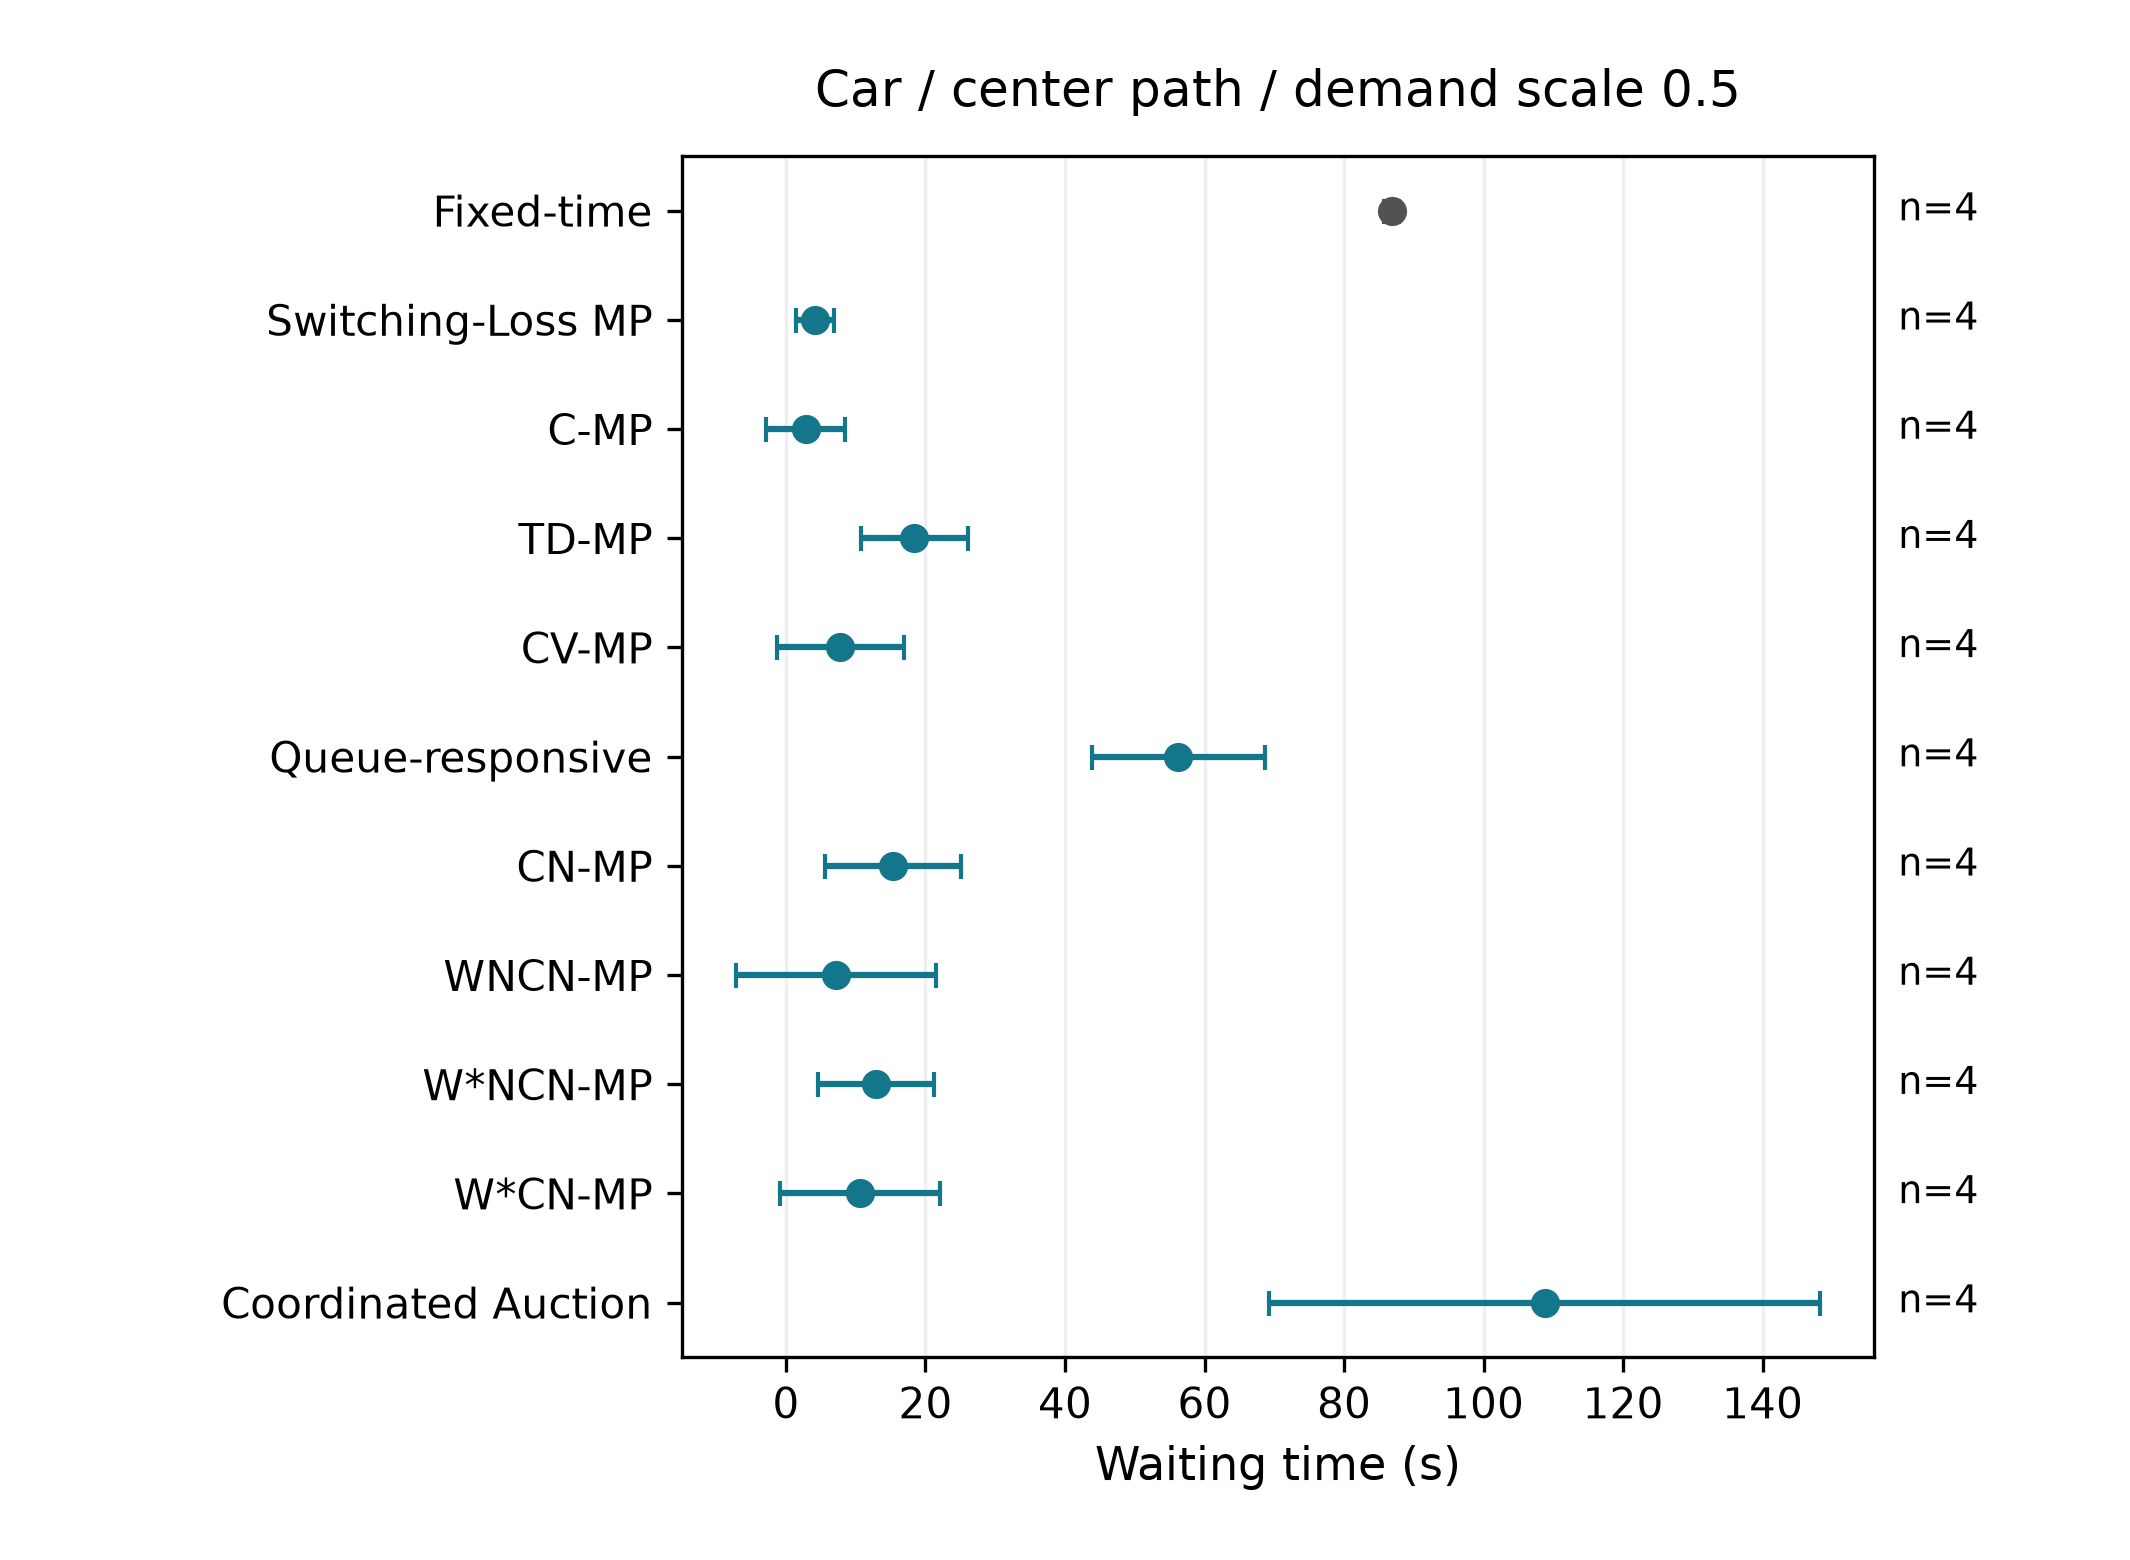 Car / center path / demand scale 0.5
Fixed-time n=4
Switching-Loss MP n=4
C-MP n=4
TD-MP n=4
CV-MP n=4
Queue-responsive n=4
CN-MP n=4
WNCN-MP n=4
W*NCN-MP n=4
W*CN-MP n=4
Coordinated Auction n=4
0 20 40 60 80 100 120 140
Waiting time (s)